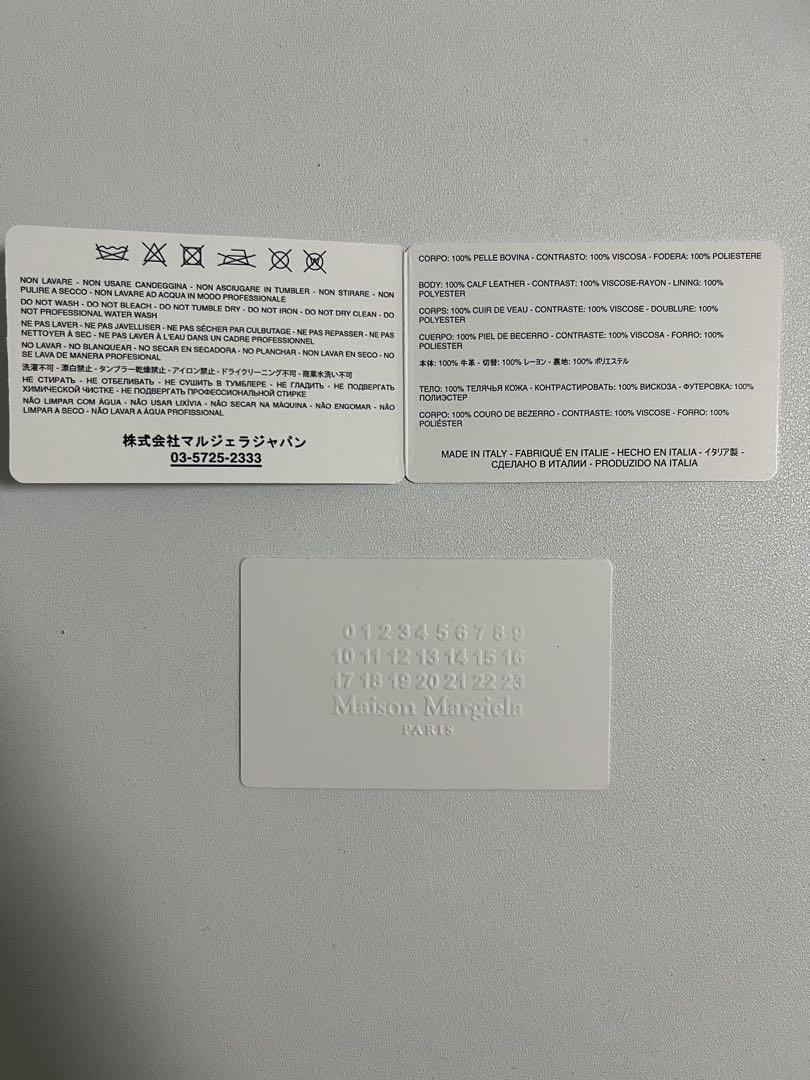 NON LAVARE - NON USARE CANDEGGINA - NON ASCIUGARE IN TUMBLER - NON STIRARE - NON
PULIRE A SECCO - NON LAVARE AD ACQUA IN MODO PROFESSIONALE
DO NOT WASH - DO NOT BLEACH - DO NOT TUMBLE DRY - DO NOT IRON - DO NOT DRY CLEAN - DO
NOT PROFESSIONAL WATER WASH
NE PAS LAVER - NE PAS JAVELLISER - NE PAS SÉCHER PAR CULBUTAGE - NE PAS REPASSER - NE PAS
NETTOYER À SEC - NE PAS LAVER À L'EAU DANS UN CADRE PROFESSIONNEL
NO LAVAR - NO BLANQUEAR - NO SECAR EN SECADORA - NO PLANCHAR - NON LAVAR EN SECO - NO
SE LAVA DE MANERA PROFESIONAL
洗濯不可 - 漂白禁止 - タンブラー乾燥禁止 - アイロン禁止 - ドライクリーニング不可 - 商業水洗い不可
НЕ СТИРАТЬ - НЕ ОТБЕЛИВАТЬ - НЕ СУШИТЬ В ТУМБЛЕРЕ - НЕ ГЛАДИТЬ - НЕ ПОДВЕРГАТЬ
ХИМИЧЕСКОЙ ЧИСТКЕ - НЕ ПОДВЕРГАТЬ ПРОФЕССИОНАЛЬНОЙ СТИРКЕ
NÃO LIMPAR COM ÁGUA - NÃO USAR LIXÍVIA - NÃO SECAR NA MÁQUINA - NÃO ENGOMAR - NÃO
LIMPAR A SECO - NÃO LAVAR A ÁGUA PROFISSIONAL
株式会社マルジェラジャパン
03-5725-2333
CORPO: 100% PELLE BOVINA - CONTRASTO: 100% VISCOSA - FODERA: 100% POLIESTERE
BODY: 100% CALF LEATHER - CONTRAST: 100% VISCOSE-RAYON - LINING: 100%
POLYESTER
CORPS: 100% CUIR DE VEAU - CONTRASTE: 100% VISCOSE - DOUBLURE: 100%
POLYESTER
CUERPO: 100% PIEL DE BECERRO - CONTRASTE: 100% VISCOSA - FORRO: 100%
POLIESTER
本体: 100% 牛革 - 切替: 100% レーヨン - 裏地: 100% ポリエステル
ТЕЛО: 100% ТЕЛЯЧЬЯ КОЖА - КОНТРАСТИРОВАТЬ: 100% ВИСКОЗА - ФУТЕРОВКА: 100%
ПОЛИЭСТЕР
CORPO: 100% COURO DE BEZERRO - CONTRASTE: 100% VISCOSE - FORRO: 100%
POLIÉSTER
MADE IN ITALY - FABRIQUÉ EN ITALIE - HECHO EN ITALIA - イタリア製 -
СДЕЛАНО В ИТАЛИИ - PRODUZIDO NA ITALIA
0 1 2 3 4 5 6 7 8 9
10 11 12 13 14 15 16
17 18 19 20 21 22 23
Maison Margiela
PARIS